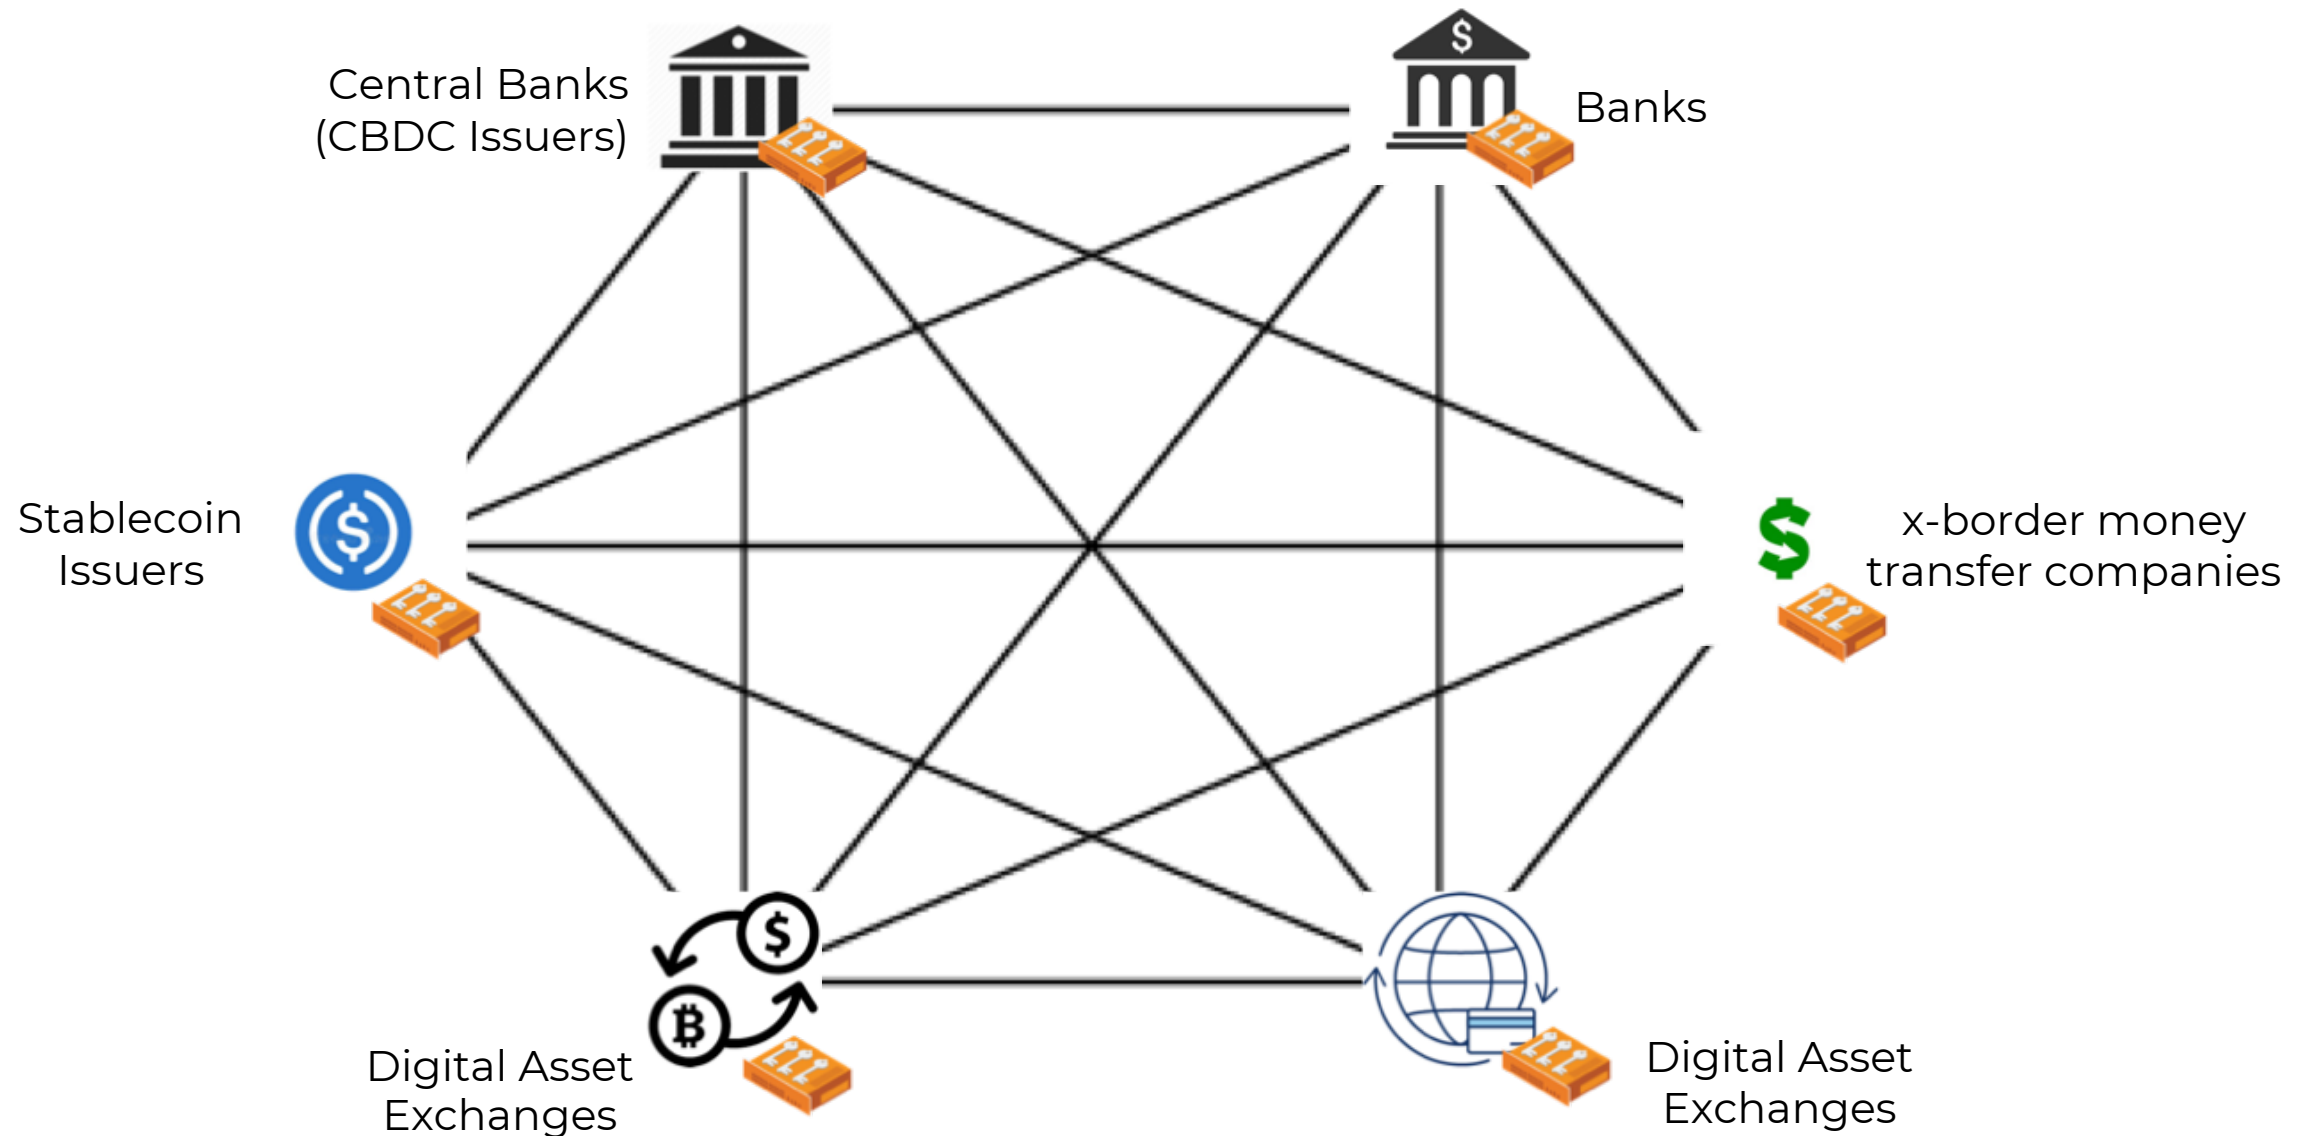 Central Banks
(CBDC Issuers)
$
Banks
Stablecoin
Issuers
$
$
x-border money
transfer companies
$
₿
Digital Asset
Exchanges
Digital Asset
Exchanges